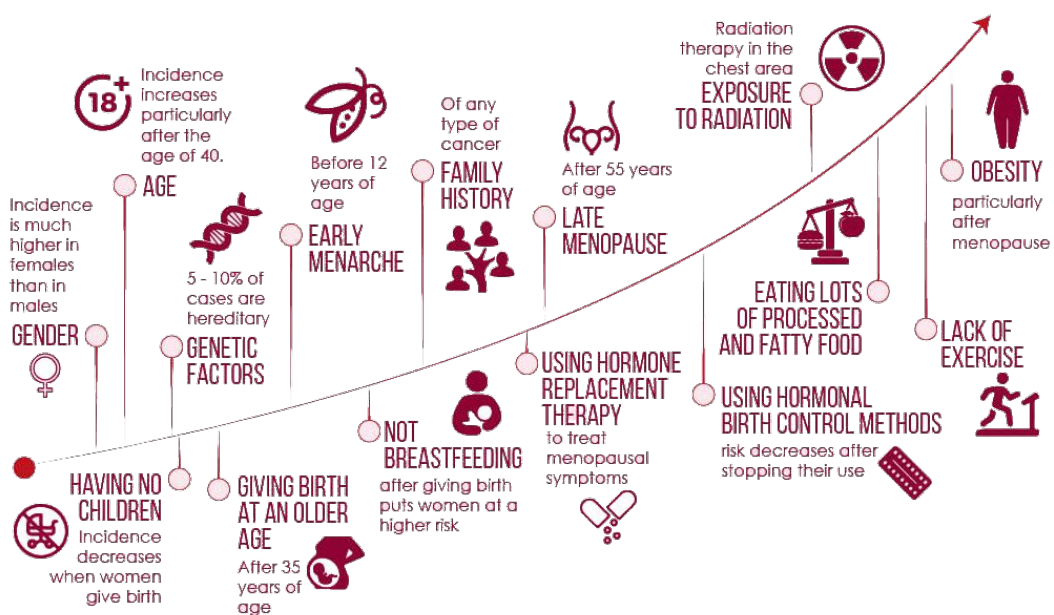 Incidence
is much
higher in
females
than in
males
GENDER
18+
Incidence
increases
particularly
after the
age of 40.
AGE
5 - 10% of
cases are
hereditary
GENETIC
FACTORS
Before 12
years of
age
EARLY
MENARCHE
Of any
type of
cancer
FAMILY
HISTORY
After 55 years
of age
LATE
MENOPAUSE
Radiation
therapy in the
chest area
EXPOSURE
TO RADIATION
OBESITY
particularly
after
menopause
HAVING NO
CHILDREN
Incidence
decreases
when women
give birth
GIVING BIRTH
AT AN OLDER
AGE
After 35
years of
age
NOT
BREASTFEEDING
after giving birth
puts women at a
higher risk
USING HORMONE
REPLACEMENT
THERAPY
to treat
menopausal
symptoms
USING HORMONAL
BIRTH CONTROL METHODS
risk decreases after
stopping their use
EATING LOTS
OF PROCESSED
AND FATTY FOOD
LACK OF
EXERCISE